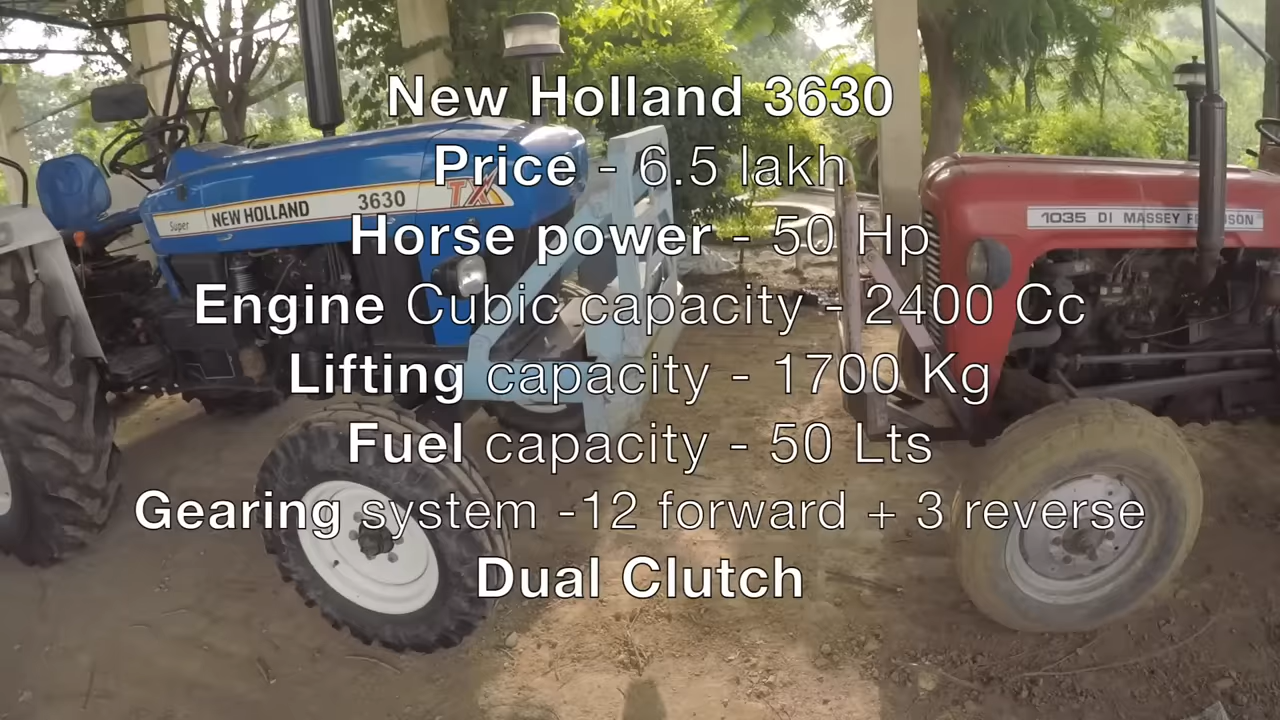 New Holland 3630
Price - 6.5 lakh
Horse power - 50 Hp
Engine Cubic capacity - 2400 Cc
Lifting capacity - 1700 Kg
Fuel capacity - 50 Lts
Gearing system -12 forward + 3 reverse
Dual Clutch
Super NEW HOLLAND 3630 TX
1035 DI MASSEY FERGUSON